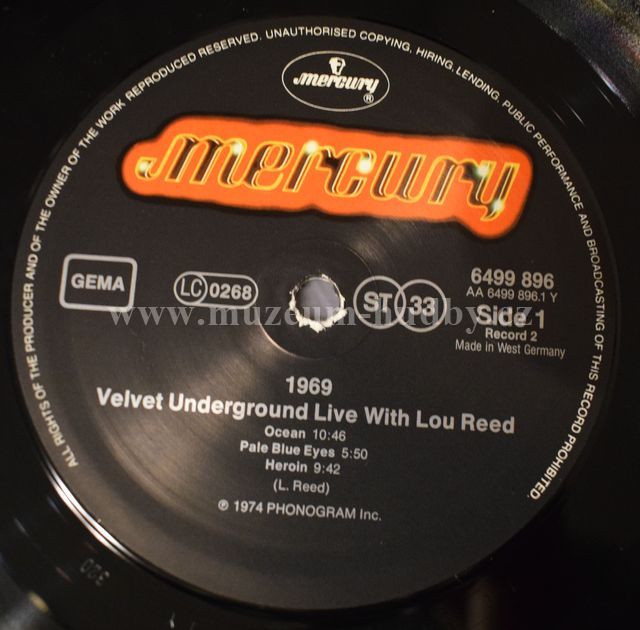 ALL RIGHTS OF THE PRODUCER AND OF THE OWNER OF THE WORK REPRODUCED RESERVED. UNAUTHORISED COPYING, HIRING, LENDING, PUBLIC PERFORMANCE AND BROADCASTING OF THIS RECORD PROHIBITED.
mercury ®
mercury
GEMA
LC 0268
ST 33
6499 896
AA 6499 896.1 Y
Side 1
Record 2
Made in West Germany
www.muzeum-hudby.cz
1969
Velvet Underground Live With Lou Reed
Ocean 10:46
Pale Blue Eyes 5:50
Heroin 9:42
(L. Reed)
℗ 1974 PHONOGRAM Inc.
320